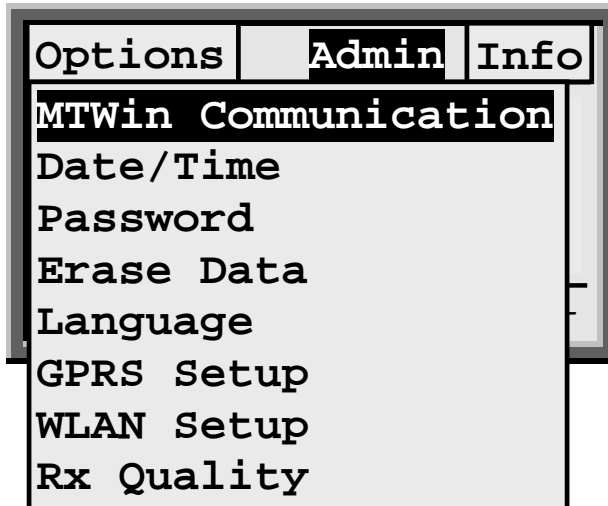 Options Admin Info
MTWin Communication
Date/Time
Password
Erase Data
Language
GPRS Setup
WLAN Setup
Rx Quality